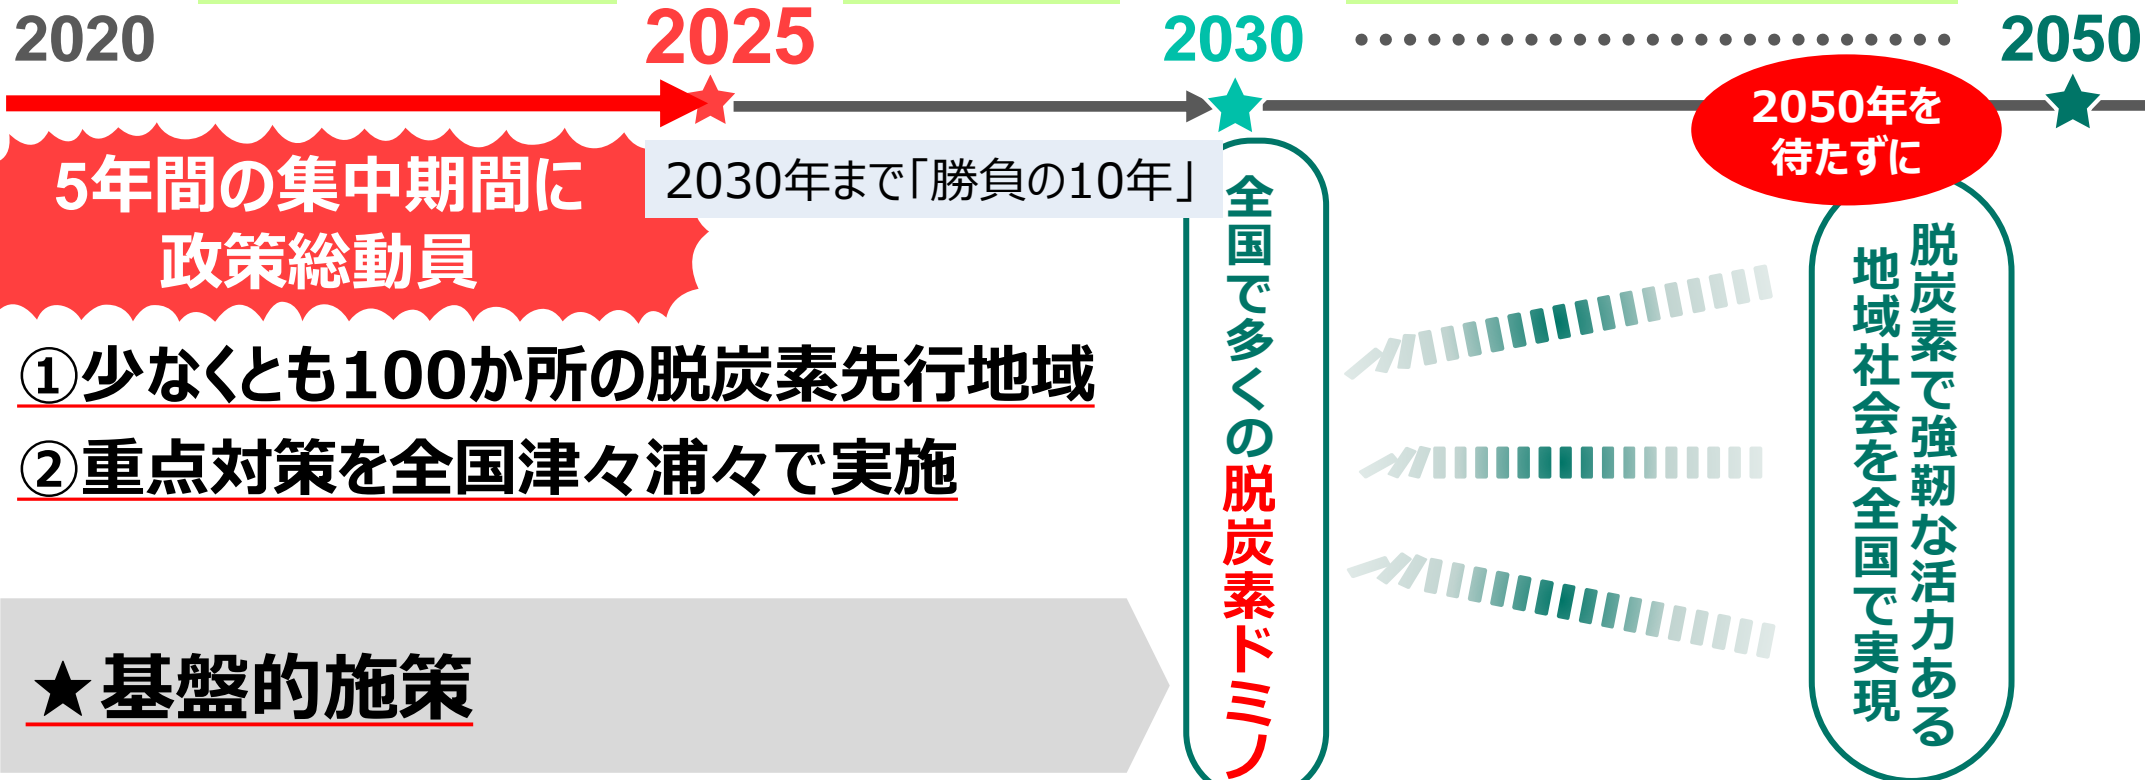 2020
2025
2030
2050
2050年を
待たずに
5年間の集中期間に
政策総動員
2030年まで「勝負の10年」
①少なくとも100か所の脱炭素先行地域
②重点対策を全国津々浦々で実施
★基盤的施策
全国で多くの脱炭素ドミノ
脱炭素で強靭な活力ある
地域社会を全国で実現